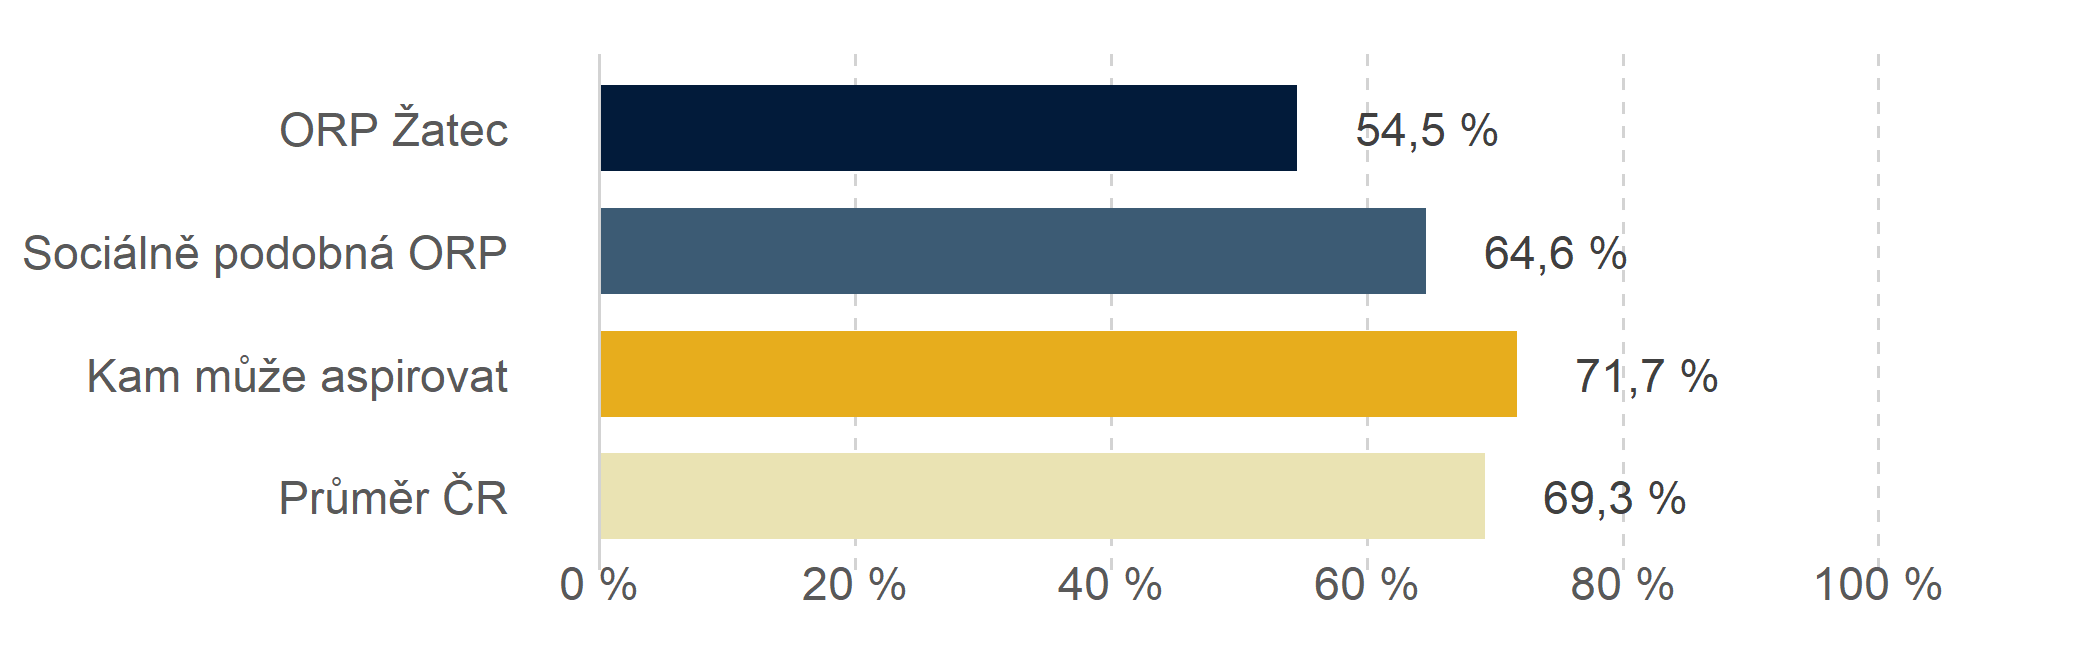 ORP Žatec 54,5 %
Sociálně podobná ORP 64,6 %
Kam může aspirovat 71,7 %
Průměr ČR 69,3 %
0 % 20 % 40 % 60 % 80 % 100 %